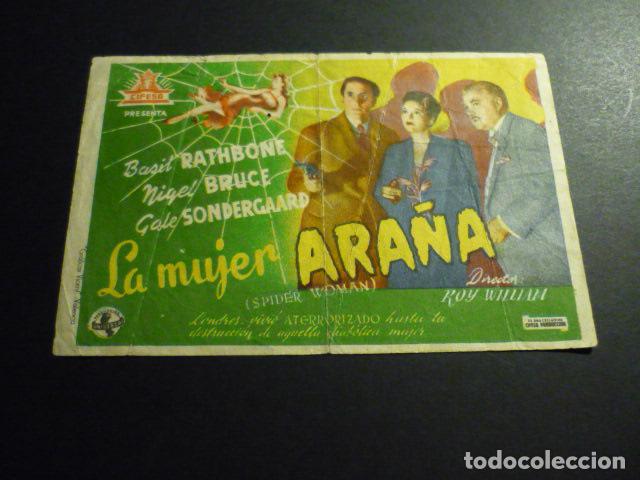 CIFESA
PRESENTA
Basil RATHBONE
Nigel BRUCE
Gale SONDERGAARD
La mujer ARAÑA
(SPIDER WOMAN)
Director:
ROY WILLIAM
Londres vivió ATERRORIZADO hasta la
destrucción de aquella diabólica mujer
todocoleccion